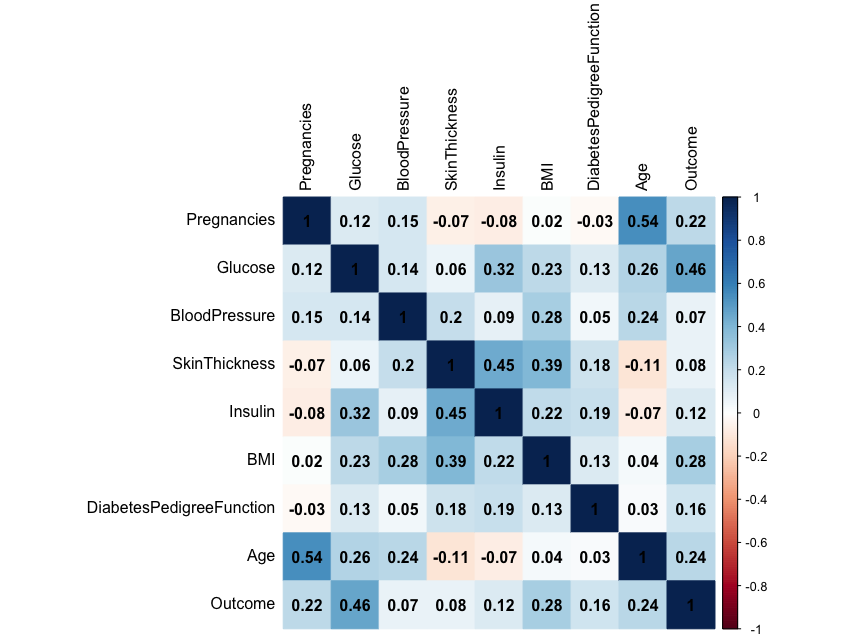 Pregnancies
Glucose
BloodPressure
SkinThickness
Insulin
BMI
DiabetesPedigreeFunction
Age
Outcome
Pregnancies 1 0.12 0.15 -0.07 -0.08 0.02 -0.03 0.54 0.22
Glucose 0.12 1 0.14 0.06 0.32 0.23 0.13 0.26 0.46
BloodPressure 0.15 0.14 1 0.2 0.09 0.28 0.05 0.24 0.07
SkinThickness -0.07 0.06 0.2 1 0.45 0.39 0.18 -0.11 0.08
Insulin -0.08 0.32 0.09 0.45 1 0.22 0.19 -0.07 0.12
BMI 0.02 0.23 0.28 0.39 0.22 1 0.13 0.04 0.28
DiabetesPedigreeFunction -0.03 0.13 0.05 0.18 0.19 0.13 1 0.03 0.16
Age 0.54 0.26 0.24 -0.11 -0.07 0.04 0.03 1 0.24
Outcome 0.22 0.46 0.07 0.08 0.12 0.28 0.16 0.24 1
1
0.8
0.6
0.4
0.2
0
-0.2
-0.4
-0.6
-0.8
-1